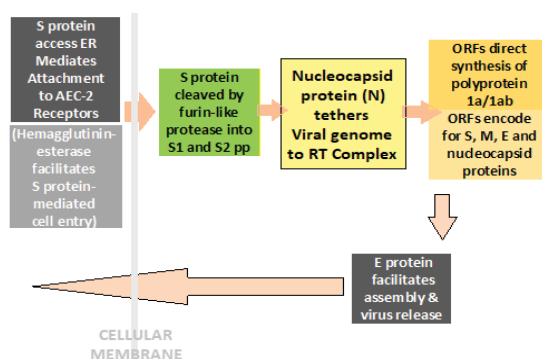 S protein
access ER
Mediates
Attachment
to AEC-2
Receptors
(Hemagglutinin-
esterase
facilitates
S protein-
mediated
cell entry)
S protein
cleaved by
furin-like
protease into
S1 and S2 pp
Nucleocapsid
protein (N)
tethers
Viral genome
to RT Complex
ORFs direct
synthesis of
polyprotein
1a/1ab
ORFs encode
for S, M, E and
nucleocapsid
proteins
E protein
facilitates
assembly &
virus release
CELLULAR
MEMBRANE